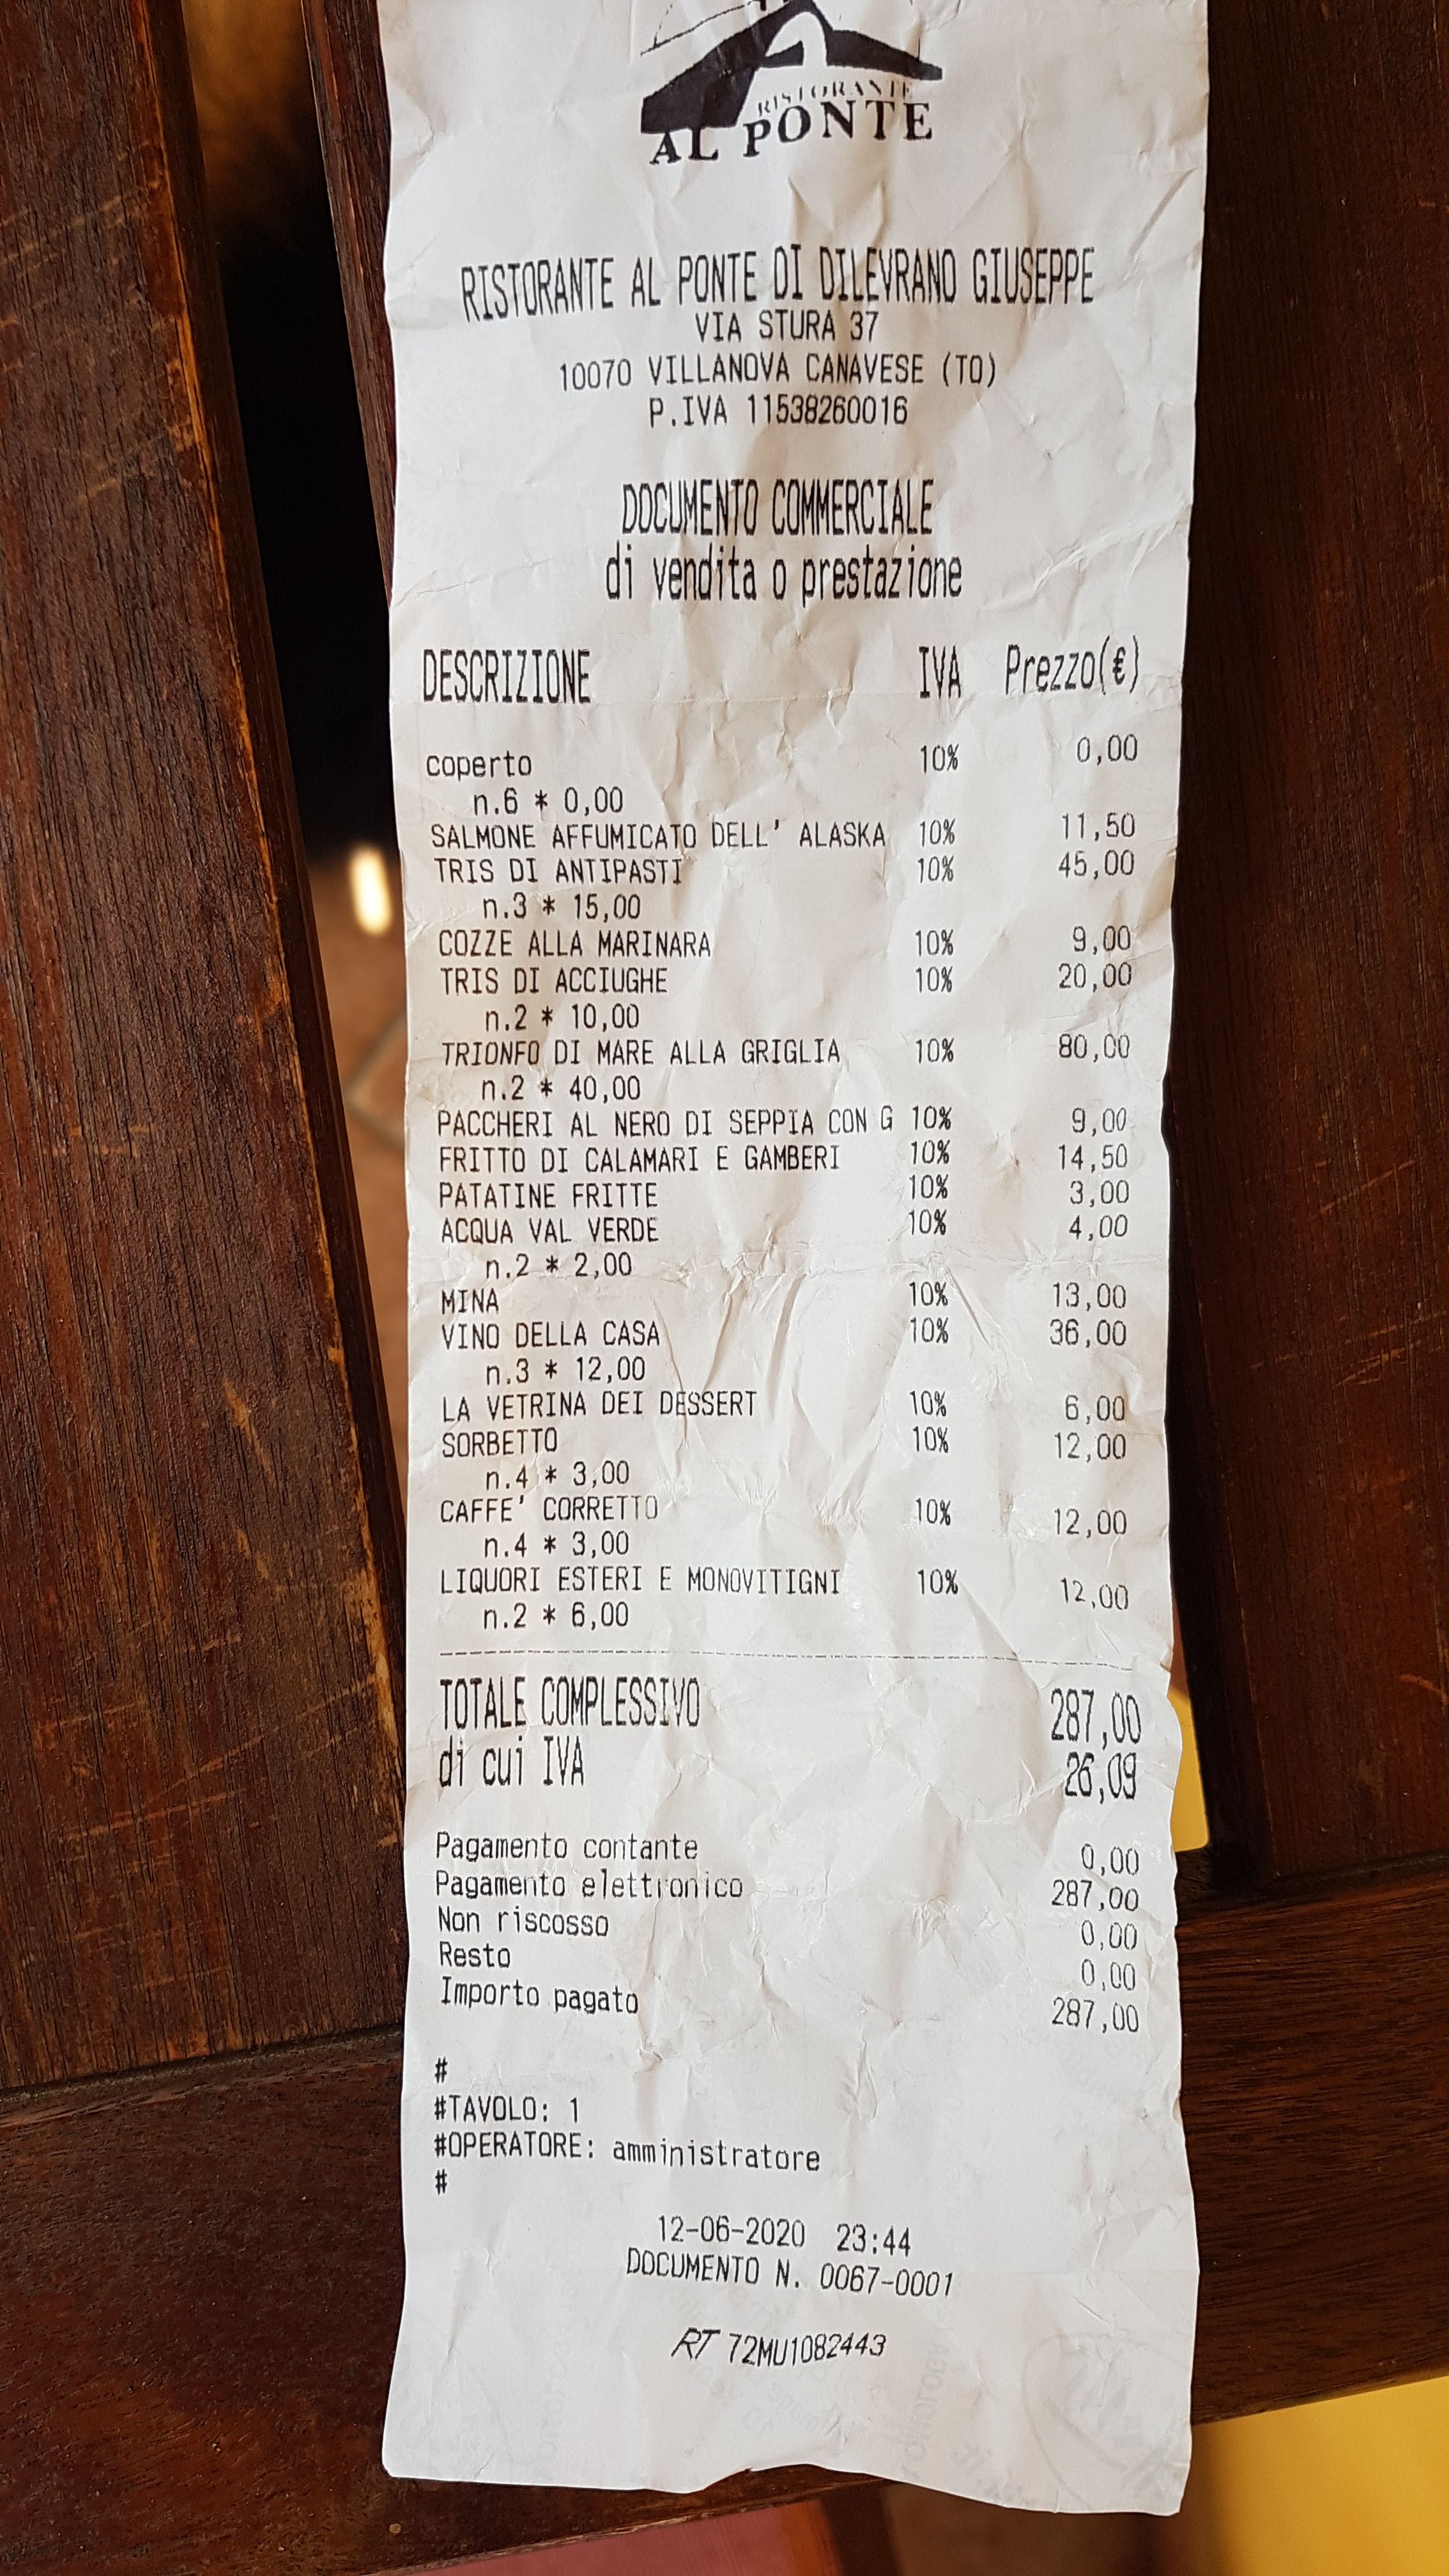 RISTORANTE
AL PONTE
RISTORANTE AL PONTE DI DILEVRANO GIUSEPPE
VIA STURA 37
10070 VILLANOVA CANAVESE (TO)
P.IVA 11538260016
DOCUMENTO COMMERCIALE
di vendita o prestazione
DESCRIZIONE IVA Prezzo(€)
coperto 10% 0,00
n.6 * 0,00
SALMONE AFFUMICATO DELL' ALASKA 10% 11,50
TRIS DI ANTIPASTI 10% 45,00
n.3 * 15,00
COZZE ALLA MARINARA 10% 9,00
TRIS DI ACCIUGHE 10% 20,00
n.2 * 10,00
TRIONFO DI MARE ALLA GRIGLIA 10% 80,00
n.2 * 40,00
PACCHERI AL NERO DI SEPPIA CON G 10% 9,00
FRITTO DI CALAMARI E GAMBERI 10% 14,50
PATATINE FRITTE 10% 3,00
ACQUA VAL VERDE 10% 4,00
n.2 * 2,00
MINA 10% 13,00
VINO DELLA CASA 10% 36,00
n.3 * 12,00
LA VETRINA DEI DESSERT 10% 6,00
SORBETTO 10% 12,00
n.4 * 3,00
CAFFE' CORRETTO 10% 12,00
n.4 * 3,00
LIQUORI ESTERI E MONOVITIGNI 10% 12,00
n.2 * 6,00
TOTALE COMPLESSIVO 287,00
di cui IVA 26,09
Pagamento contante 0,00
Pagamento elettronico 287,00
Non riscosso 0,00
Resto 0,00
Importo pagato 287,00
#
#TAVOLO: 1
#OPERATORE: amministratore
#
12-06-2020 23:44
DOCUMENTO N. 0067-0001
RT 72MU1082443